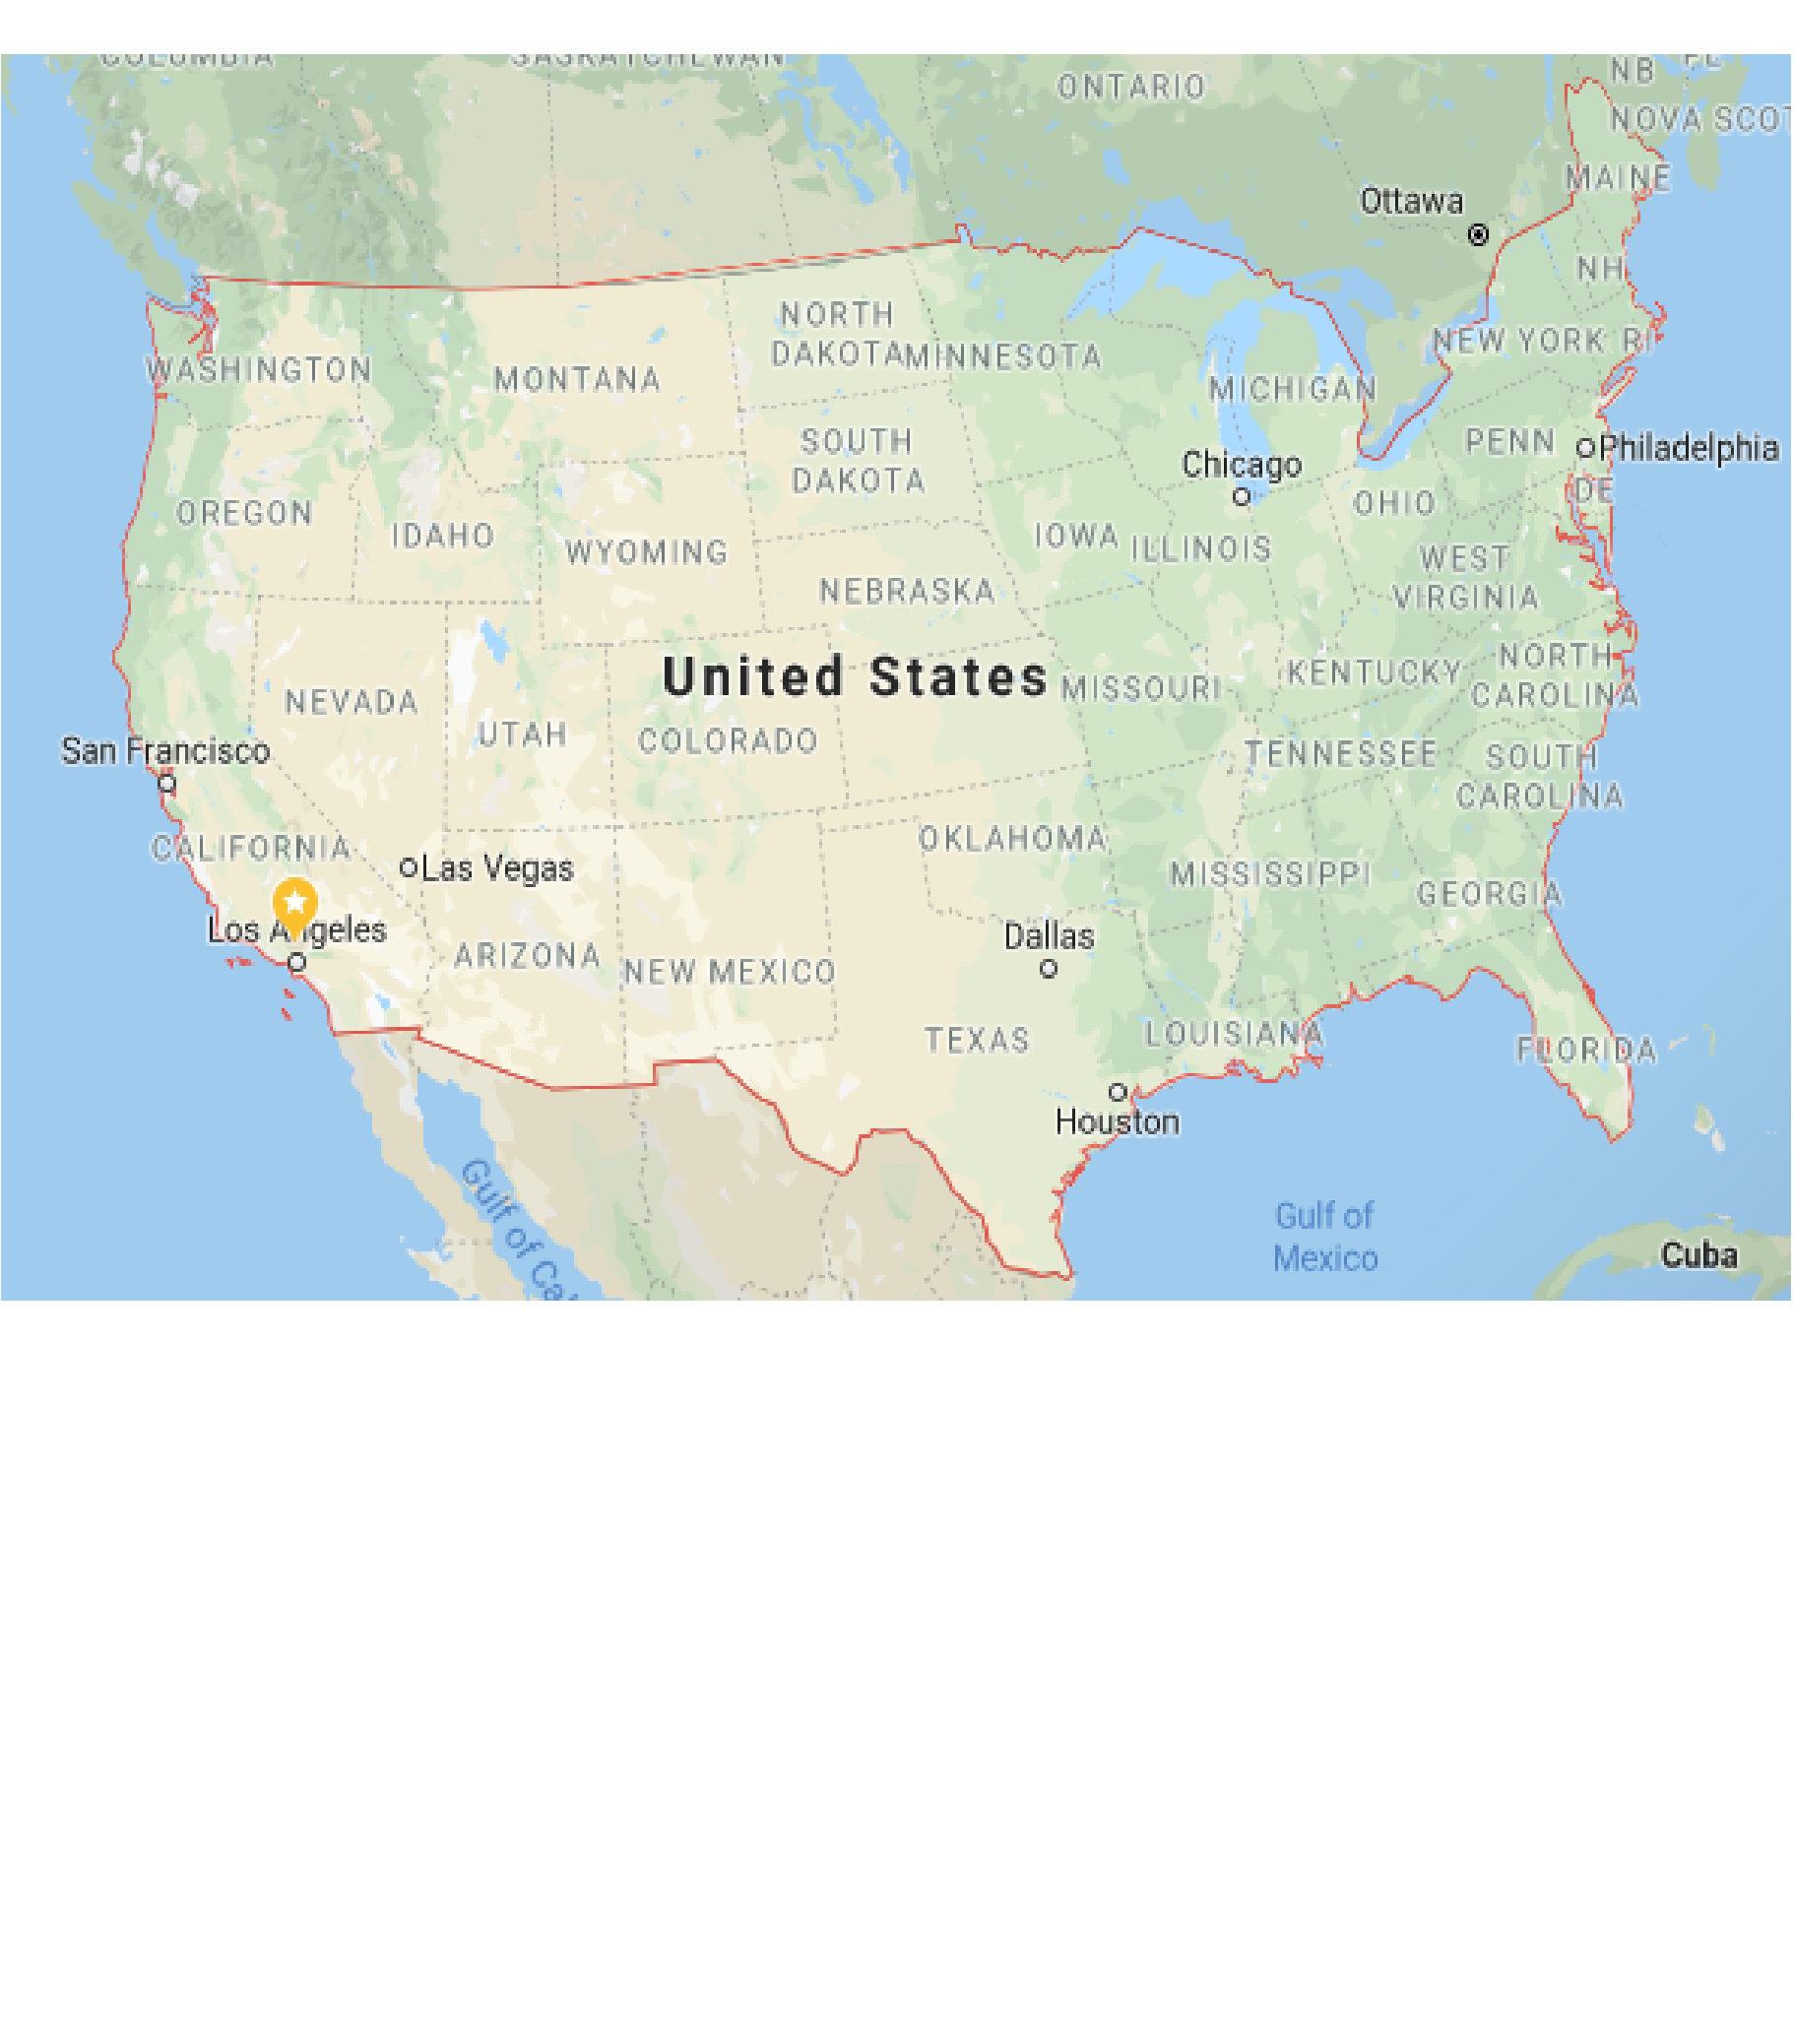 COLUMBIA
SASKATCHEWAN
ONTARIO
NB
PE
NOVA SCOT
MAINE
Ottawa
NH
NORTH
DAKOTA
MINNESOTA
NEW YORK
RI
WASHINGTON
MONTANA
MICHIGAN
SOUTH
DAKOTA
PENN
Philadelphia
Chicago
DE
OHIO
OREGON
IDAHO
WYOMING
IOWA
ILLINOIS
WEST
VIRGINIA
NEBRASKA
United States
NORTH
CAROLINA
KENTUCKY
MISSOURI
NEVADA
UTAH
COLORADO
San Francisco
TENNESSEE
SOUTH
CAROLINA
CALIFORNIA
Las Vegas
OKLAHOMA
MISSISSIPPI
GEORGIA
Los Angeles
ARIZONA
NEW MEXICO
Dallas
TEXAS
LOUISIANA
FLORIDA
Houston
Gulf of Ca
Gulf of
Mexico
Cuba